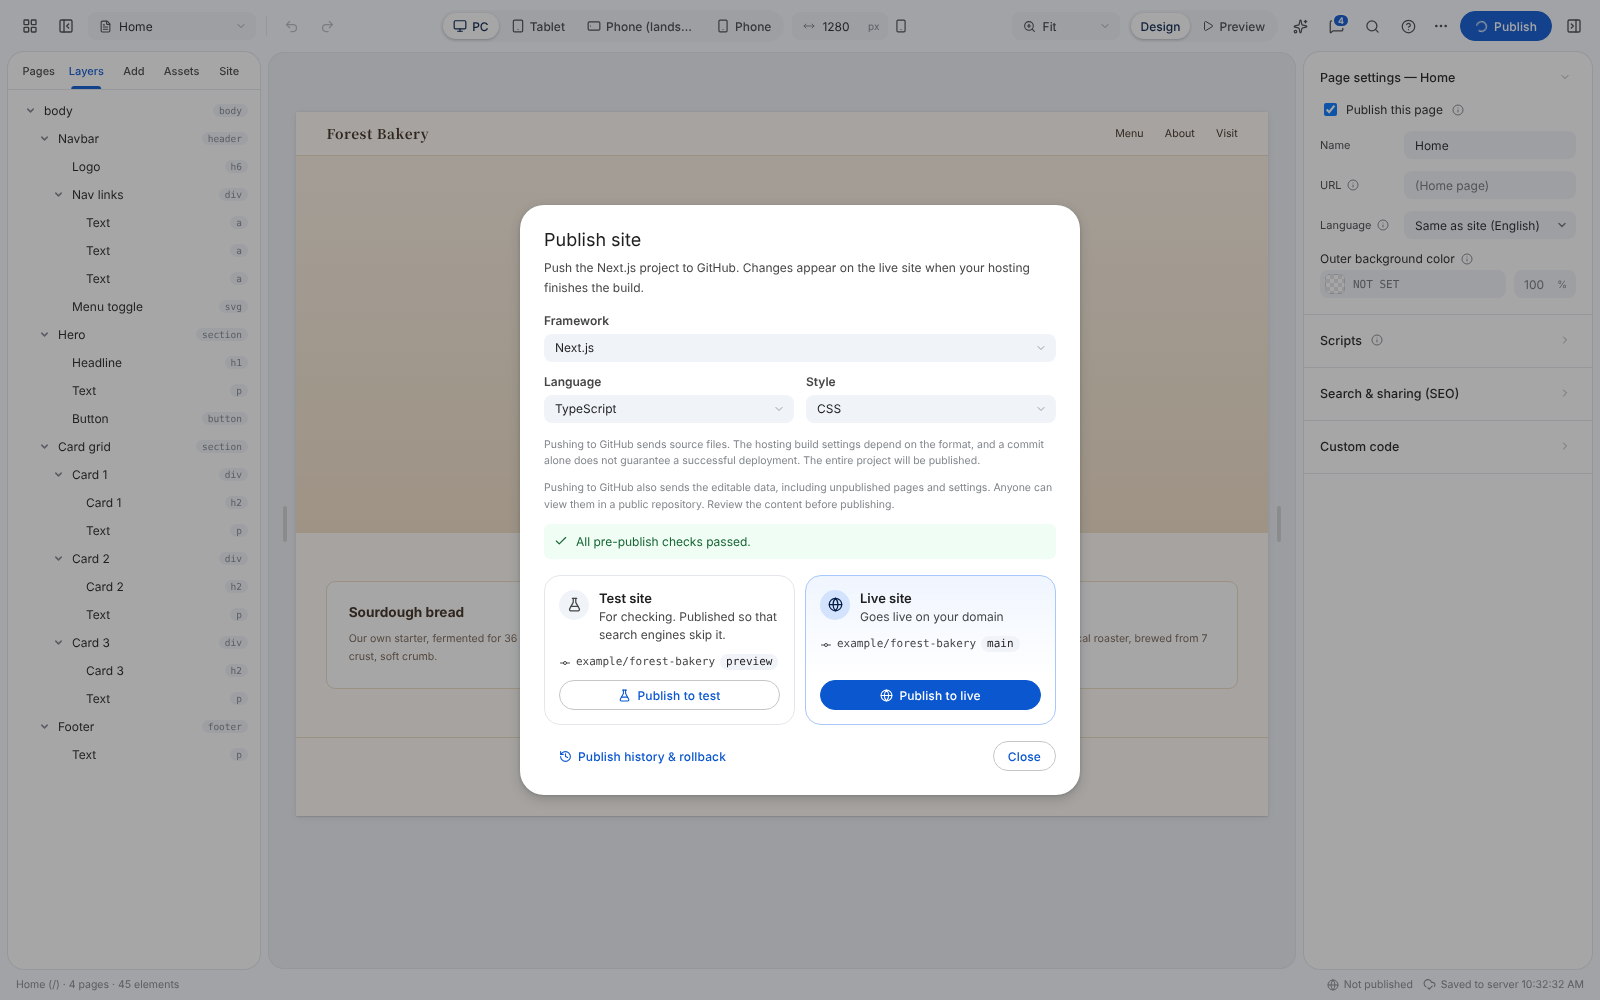 Home
PC
Tablet
Phone (lands...
Phone
1280 px
Fit
Design
Preview
4
Publish
Pages
Layers
Add
Assets
Site
body body
Navbar header
Logo h6
Nav links div
Text a
Text a
Text a
Menu toggle svg
Hero section
Headline h1
Text p
Button button
Card grid section
Card 1 div
Card 1 h2
Text p
Card 2 div
Card 2 h2
Text p
Card 3 div
Card 3 h2
Text p
Footer footer
Text p
Forest Bakery
Menu
About
Visit
Sourdough bread
Our own starter, fermented for 36
crust, soft crumb.
cal roaster, brewed from 7
Publish site
Push the Next.js project to GitHub. Changes appear on the live site when your hosting
finishes the build.
Framework
Next.js
Language
TypeScript
Style
CSS
Pushing to GitHub sends source files. The hosting build settings depend on the format, and a commit
alone does not guarantee a successful deployment. The entire project will be published.
Pushing to GitHub also sends the editable data, including unpublished pages and settings. Anyone can
view them in a public repository. Review the content before publishing.
All pre-publish checks passed.
Test site
For checking. Published so that
search engines skip it.
example/forest-bakery preview
Publish to test
Live site
Goes live on your domain
example/forest-bakery main
Publish to live
Publish history & rollback
Close
Page settings — Home
Publish this page
Name
Home
URL
(Home page)
Language
Same as site (English)
Outer background color
NOT SET
100 %
Scripts
Search & sharing (SEO)
Custom code
Home (/) · 4 pages · 45 elements
Not published
Saved to server 10:32:32 AM